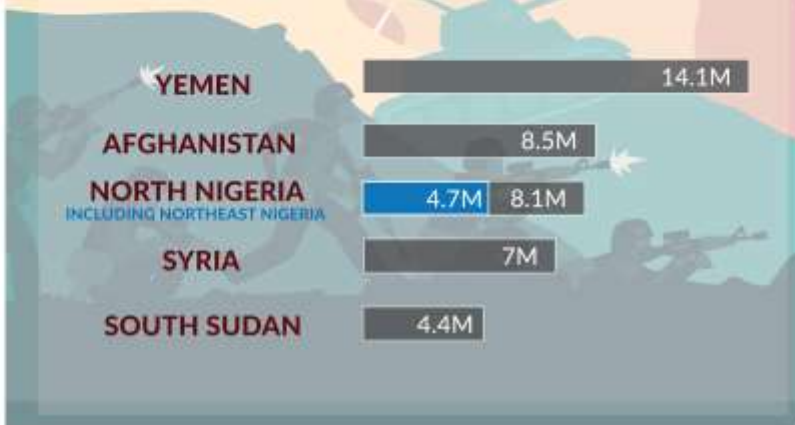 YEMEN 14.1M
AFGHANISTAN 8.5M
NORTH NIGERIA 4.7M 8.1M
INCLUDING NORTHEAST NIGERIA
SYRIA 7M
SOUTH SUDAN 4.4M